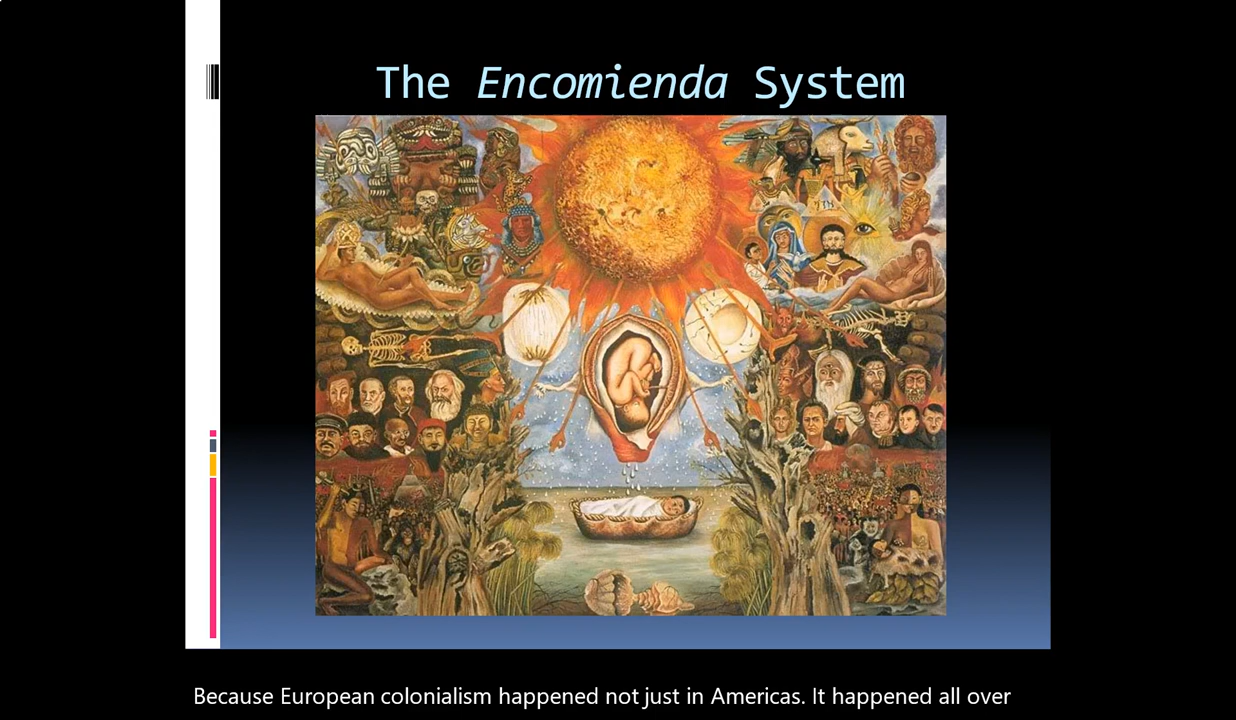 The Encomienda System
Because European colonialism happened not just in Americas. It happened all over